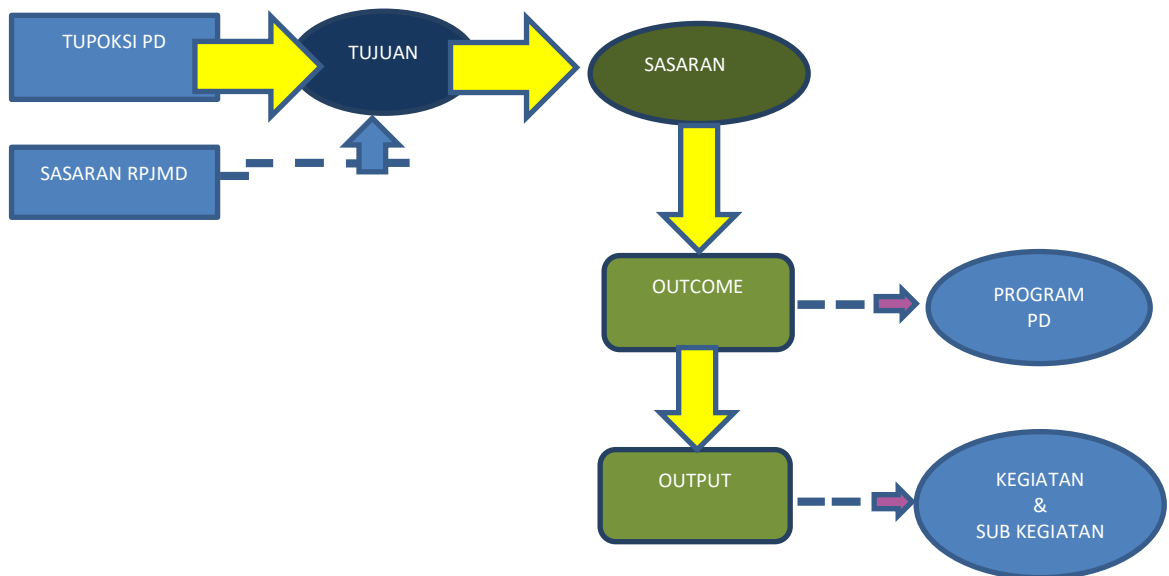 TUPOKSI PD
TUJUAN
SASARAN
SASARAN RPJMD
OUTCOME
PROGRAM
PD
OUTPUT
KEGIATAN
&
SUB KEGIATAN